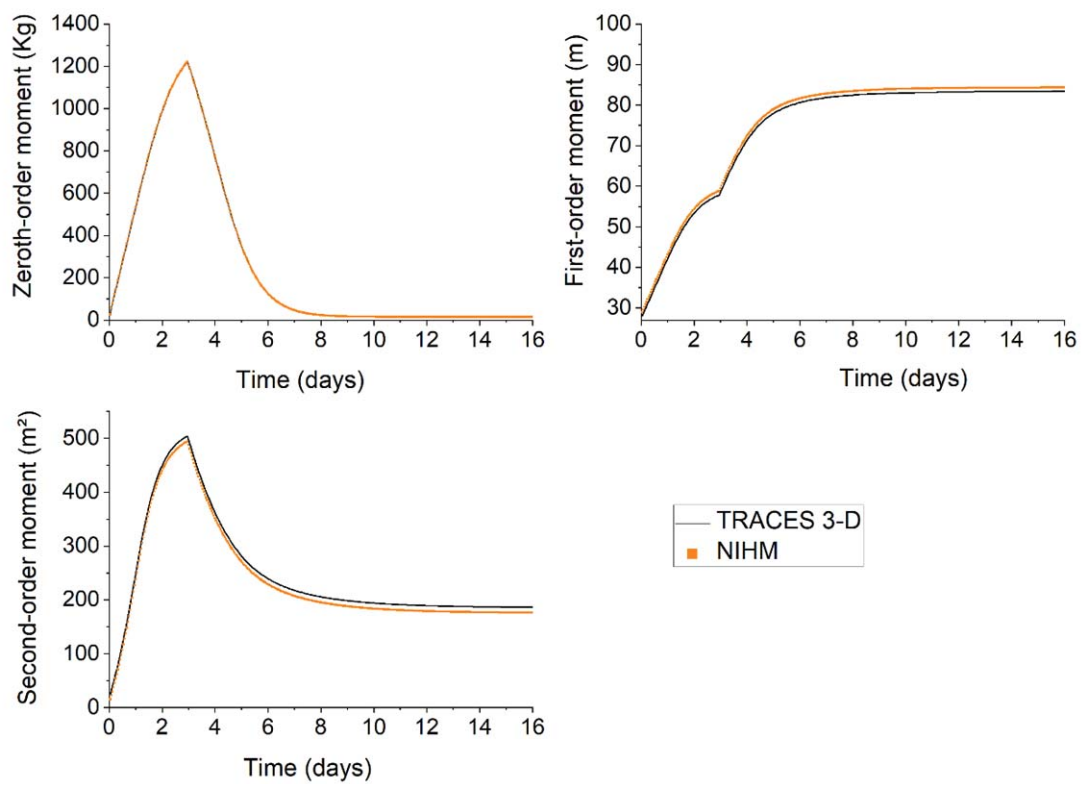 Zeroth-order moment (Kg)
1400
1200
1000
800
600
400
200
0
0 2 4 6 8 10 12 14 16
Time (days)
First-order moment (m)
100
90
80
70
60
50
40
30
0 2 4 6 8 10 12 14 16
Time (days)
Second-order moment (m²)
500
400
300
200
100
0
0 2 4 6 8 10 12 14 16
Time (days)
TRACES 3-D
NIHM